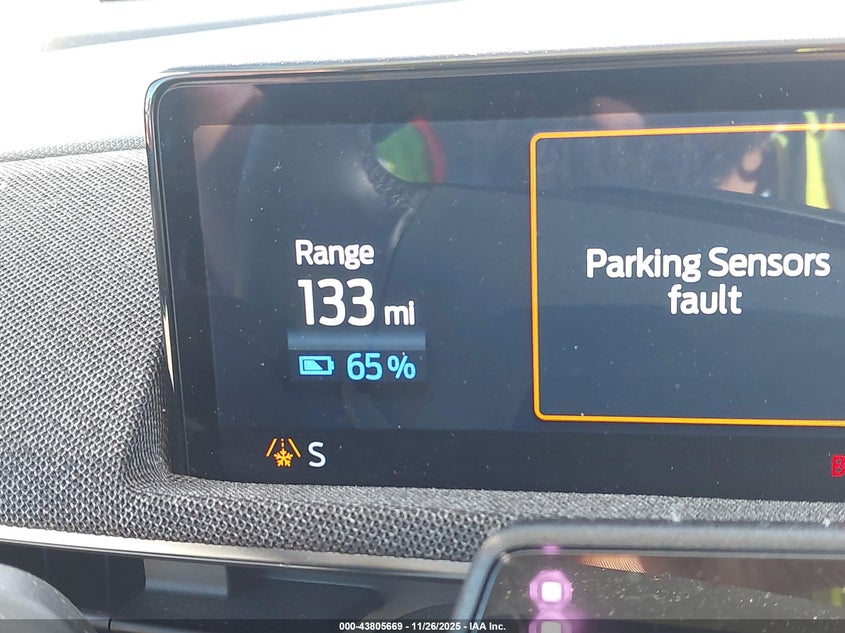 Range
133 mi
65%
Parking Sensors
fault
S
000-43805669 - 11/26/2025 - IAA Inc.